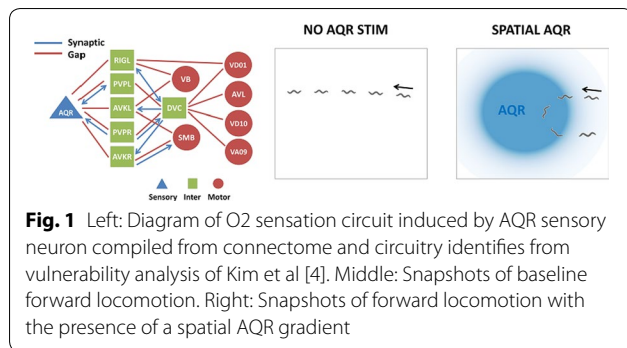 Synaptic
Gap
AQR
RIGL
PVPL
AVKL
PVPR
AVKR
VB
DVC
SMB
VD01
AVL
VD10
VA09
Sensory Inter Motor
NO AQR STIM
SPATIAL AQR
AQR
Fig. 1 Left: Diagram of O2 sensation circuit induced by AQR sensory
neuron compiled from connectome and circuitry identifies from
vulnerability analysis of Kim et al [4]. Middle: Snapshots of baseline
forward locomotion. Right: Snapshots of forward locomotion with
the presence of a spatial AQR gradient